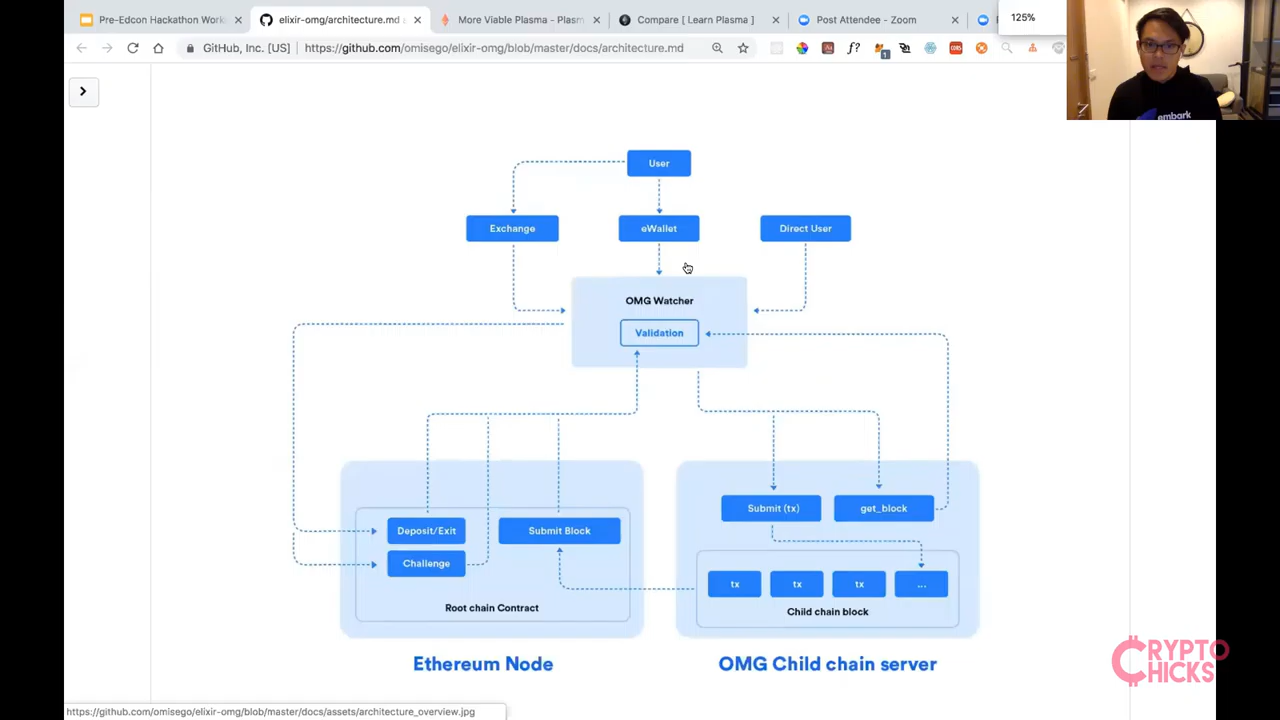 Pre-Edcon Hackathon Work
elixir-omg/architecture.md
More Viable Plasma - Plasm
Compare [ Learn Plasma ]
Post Attendee - Zoom
125%
GitHub, Inc. [US]
https://github.com/omisego/elixir-omg/blob/master/docs/architecture.md
f?
1
embark
User
Exchange
eWallet
Direct User
OMG Watcher
Validation
Submit (tx)
get_block
Deposit/Exit
Submit Block
Challenge
tx
tx
tx
...
Root chain Contract
Child chain block
Ethereum Node
OMG Child chain server
CRYPTO
CHICKS
https://github.com/omisego/elixir-omg/blob/master/docs/assets/architecture_overview.jpg